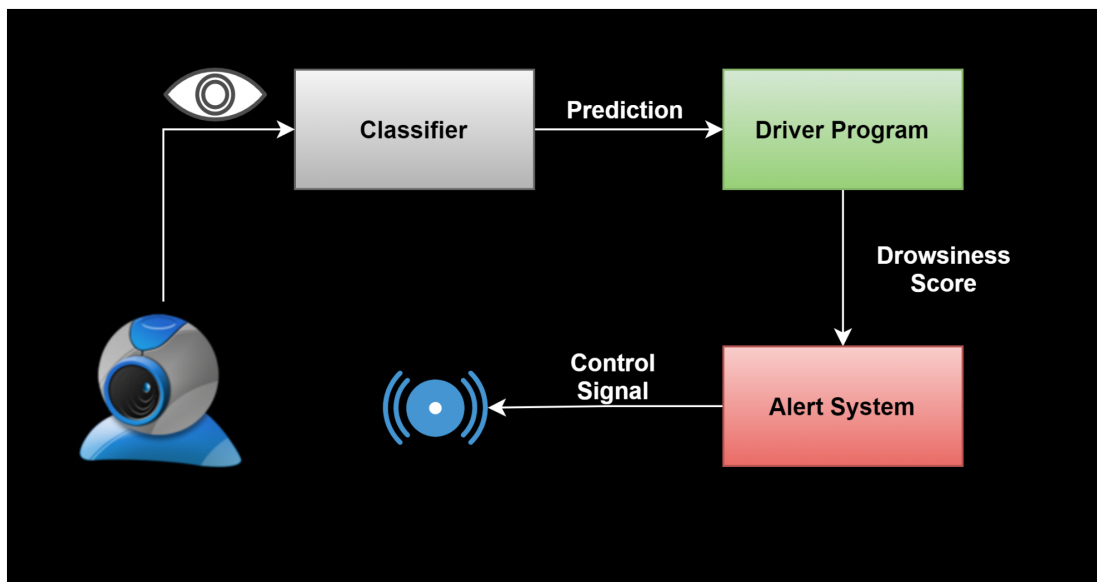 Classifier
Prediction
Driver Program
Drowsiness
Score
Control
Signal
Alert System